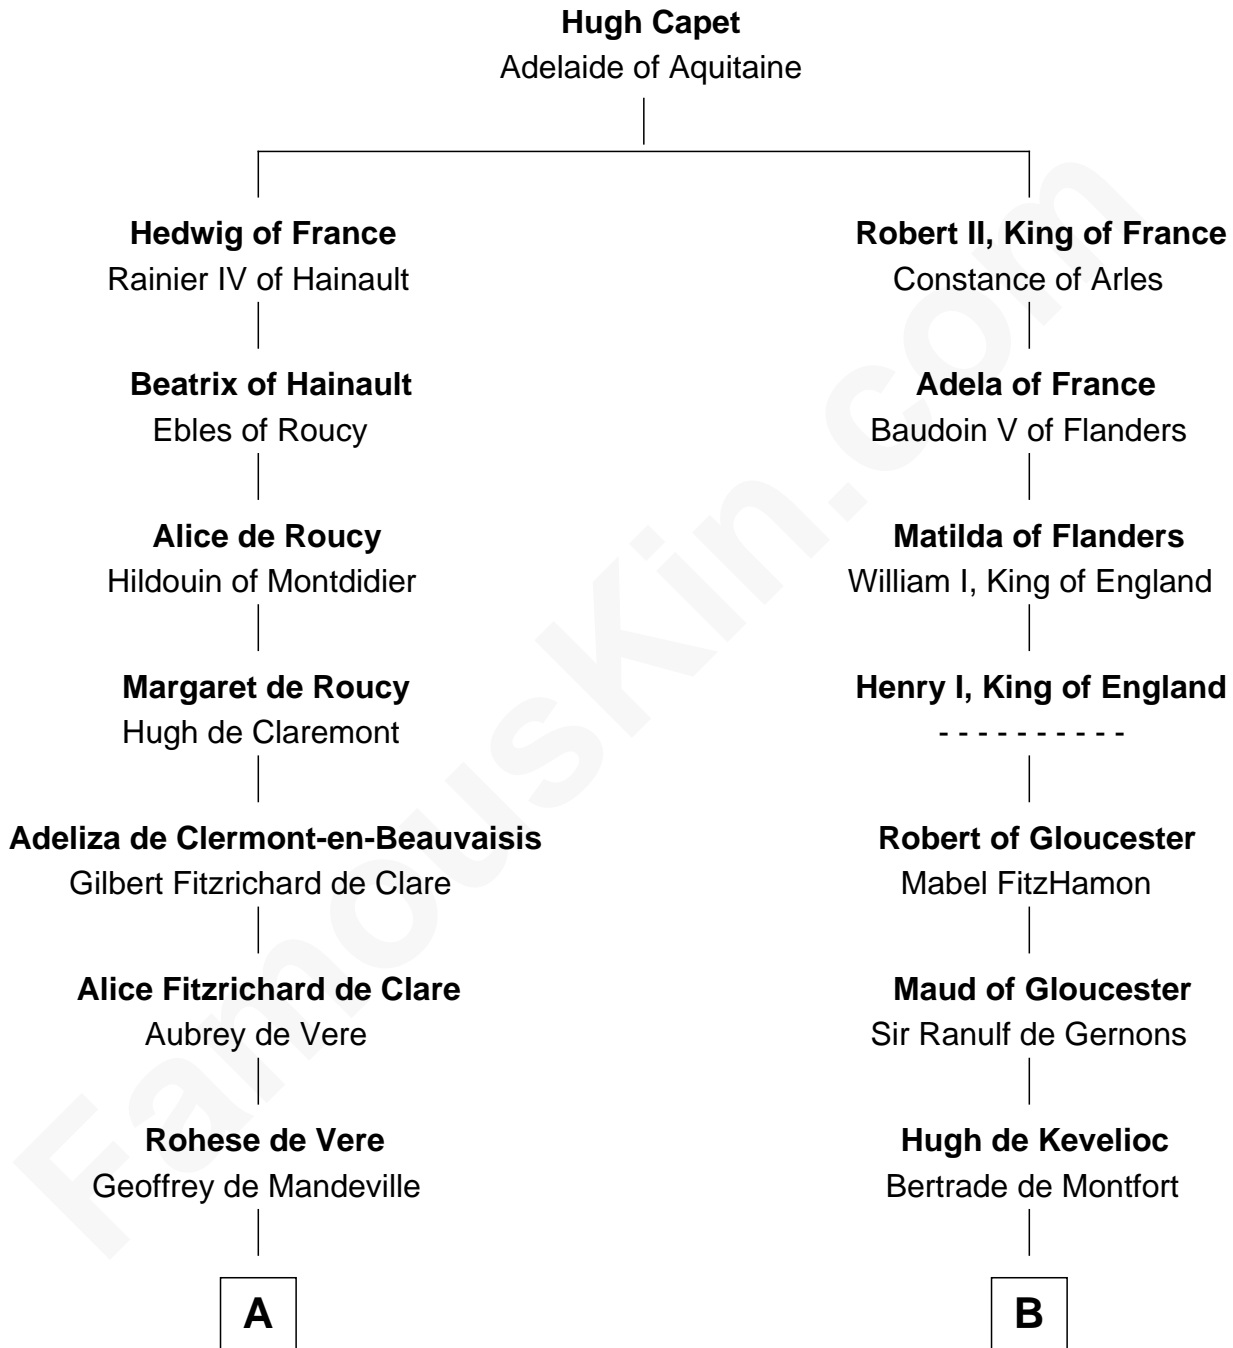 Hugh Capet
Adelaide of Aquitaine
Hedwig of France
Rainier IV of Hainault
Robert II, King of France
Constance of Arles
Beatrix of Hainault
Ebles of Roucy
Adela of France
Baudoin V of Flanders
Alice de Roucy
Hildouin of Montdidier
Matilda of Flanders
William I, King of England
Margaret de Roucy
Hugh de Claremont
Henry I, King of England
- - - - - - - - - -
Adeliza de Clermont-en-Beauvaisis
Gilbert Fitzrichard de Clare
Robert of Gloucester
Mabel FitzHamon
Alice Fitzrichard de Clare
Aubrey de Vere
Maud of Gloucester
Sir Ranulf de Gernons
Rohese de Vere
Geoffrey de Mandeville
Hugh de Kevelioc
Bertrade de Montfort
A
B
FamousKin.com